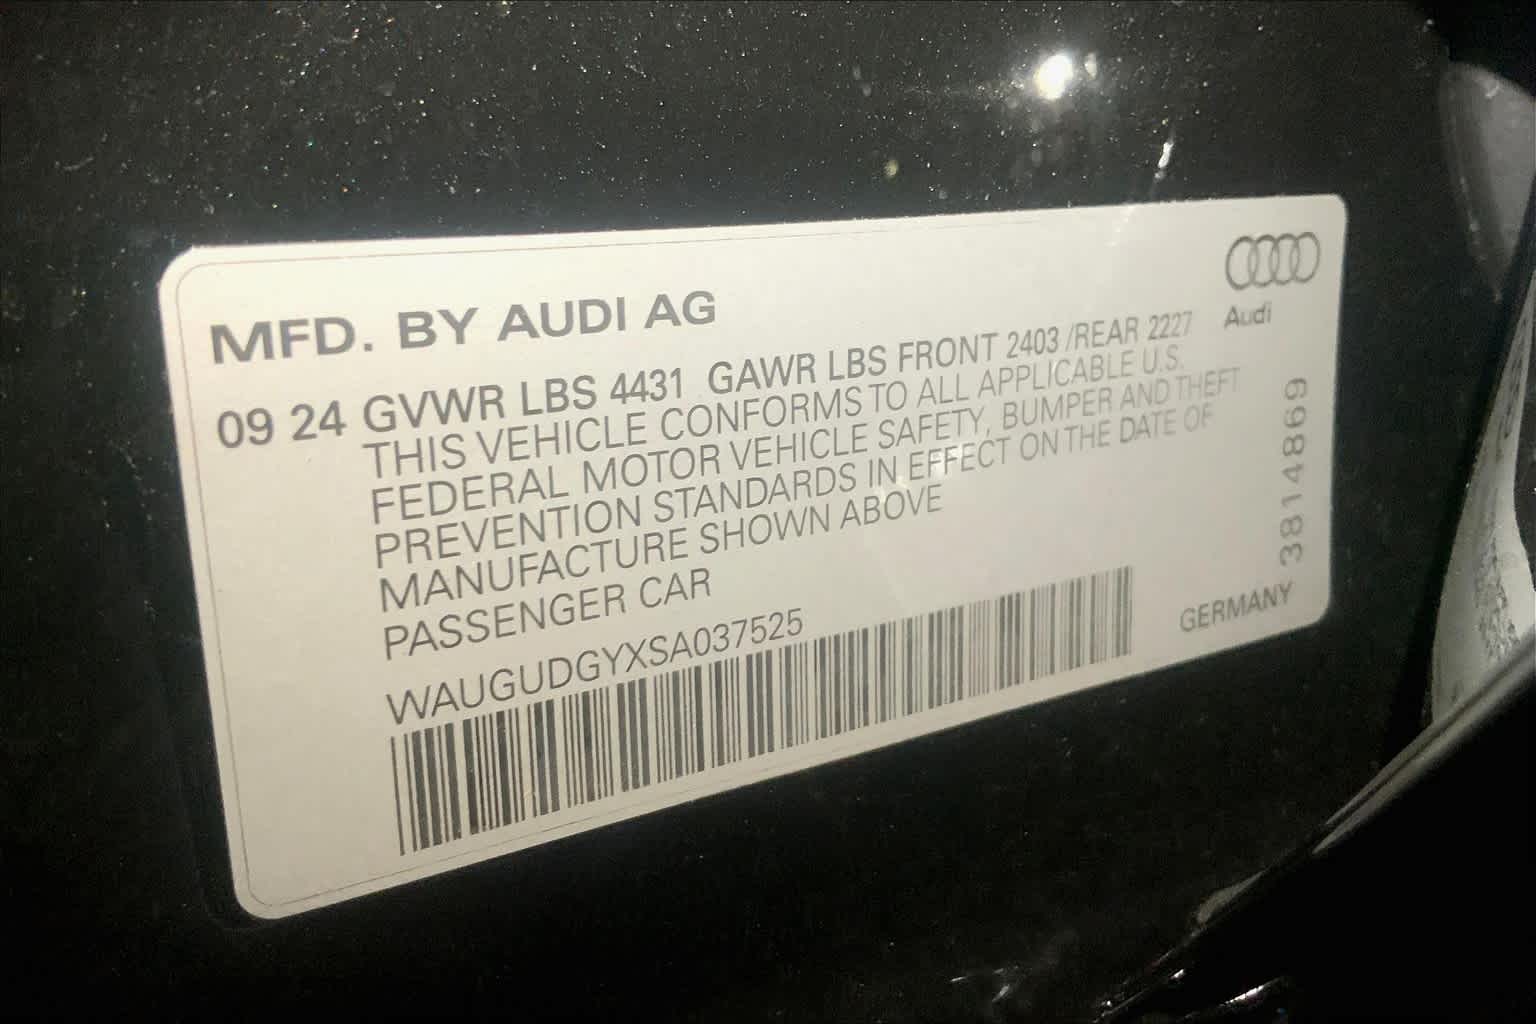 MFD. BY AUDI AG
Audi
09 24 GVWR LBS 4431 GAWR LBS FRONT 2403 /REAR 2227
THIS VEHICLE CONFORMS TO ALL APPLICABLE U.S.
FEDERAL MOTOR VEHICLE SAFETY, BUMPER AND THEFT
PREVENTION STANDARDS IN EFFECT ON THE DATE OF
MANUFACTURE SHOWN ABOVE
PASSENGER CAR
WAUGUDGYXSA037525
GERMANY
3814869